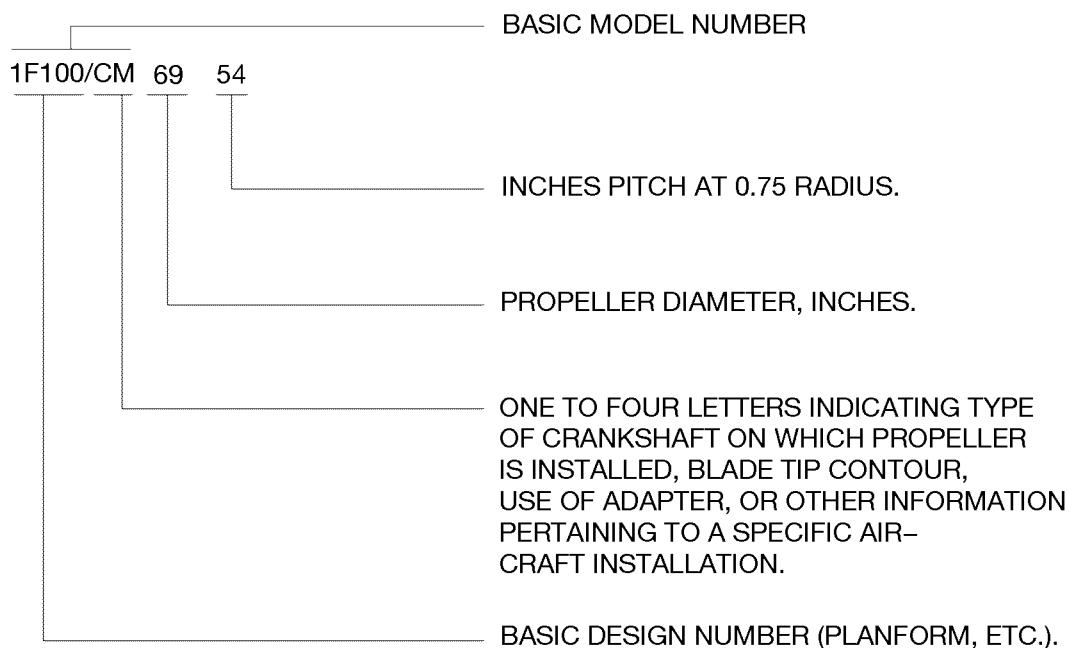 BASIC MODEL NUMBER
1F100/CM 69 54
INCHES PITCH AT 0.75 RADIUS.
PROPELLER DIAMETER, INCHES.
ONE TO FOUR LETTERS INDICATING TYPE
OF CRANKSHAFT ON WHICH PROPELLER
IS INSTALLED, BLADE TIP CONTOUR,
USE OF ADAPTER, OR OTHER INFORMATION
PERTAINING TO A SPECIFIC AIR–
CRAFT INSTALLATION.
BASIC DESIGN NUMBER (PLANFORM, ETC.).